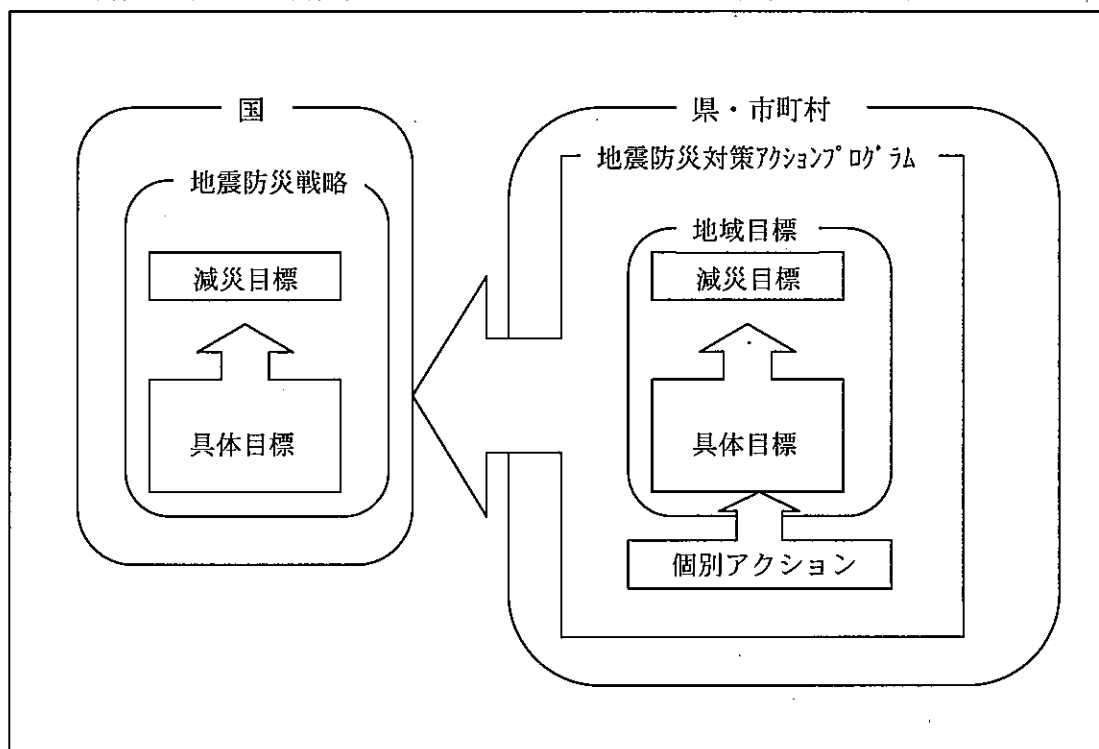 国
地震防災戦略
減災目標
具体目標
県・市町村
地震防災対策ｱｸｼｮﾝﾌﾟﾛｸﾞﾗﾑ
地域目標
減災目標
具体目標
個別アクション